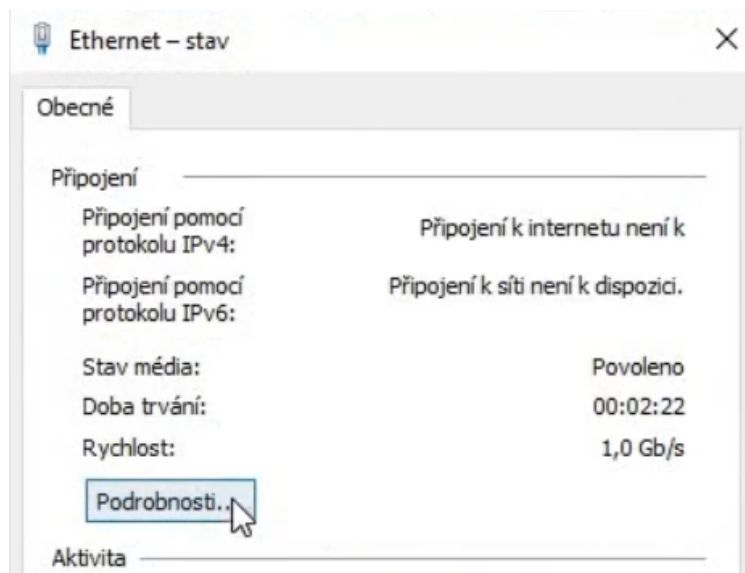 Ethernet – stav
Obecné
Připojení
Připojení pomocí
protokolu IPv4:
Připojení k internetu není k
Připojení pomocí
protokolu IPv6:
Připojení k síti není k dispozici.
Stav média:
Povoleno
Doba trvání:
00:02:22
Rychlost:
1,0 Gb/s
Podrobnosti...
Aktivita